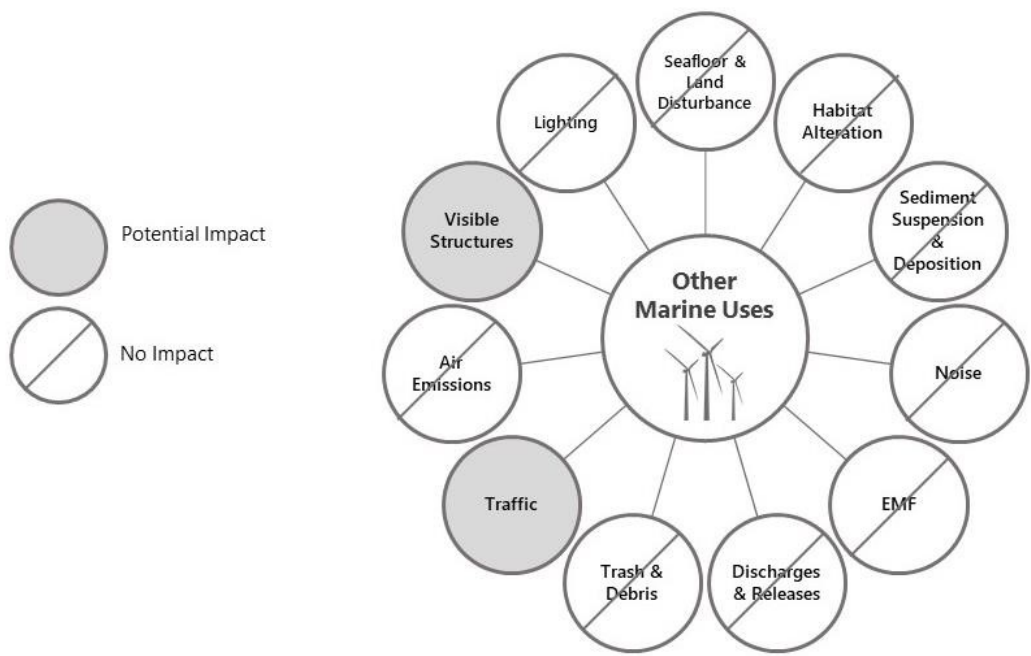 Potential Impact
No Impact
Other
Marine Uses
Seafloor &
Land
Disturbance
Habitat
Alteration
Sediment
Suspension
&
Deposition
Noise
EMF
Discharges
& Releases
Trash &
Debris
Traffic
Air
Emissions
Visible
Structures
Lighting